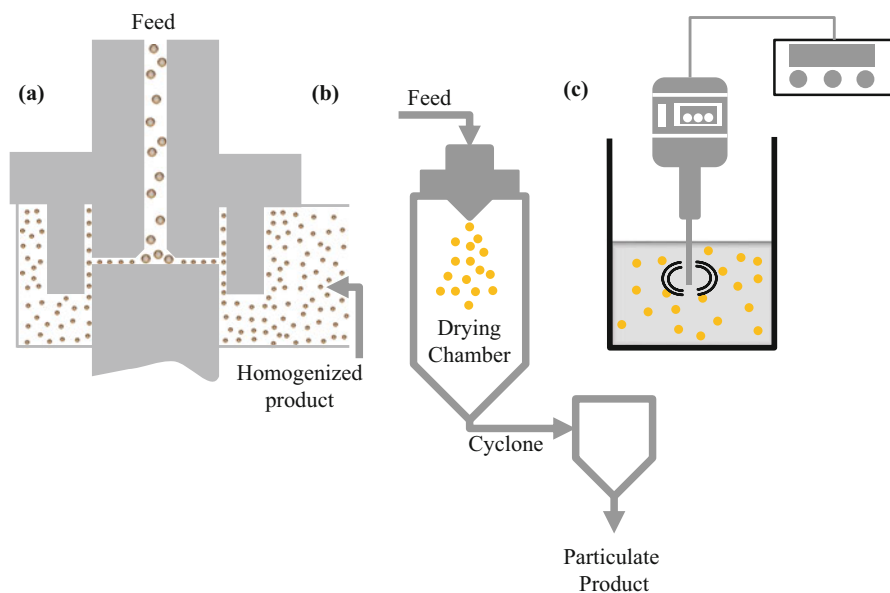 Feed
(a)
Homogenized
product
(b)
Feed
Drying
Chamber
Cyclone
Particulate
Product
(c)